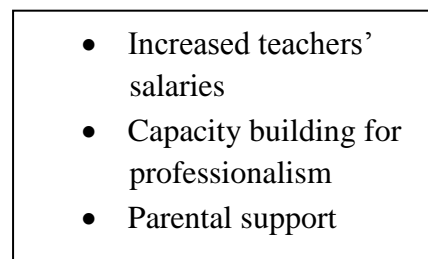 • Increased teachers’
salaries
• Capacity building for
professionalism
• Parental support